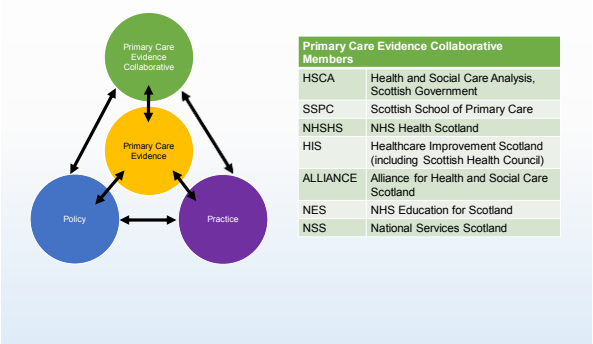 Primary Care
Evidence
Collaborative
Primary Care
Evidence
Policy
Practice
Primary Care Evidence Collaborative
Members
HSCA Health and Social Care Analysis,
Scottish Government
SSPC Scottish School of Primary Care
NHSHS NHS Health Scotland
HIS Healthcare Improvement Scotland
(including Scottish Health Council)
ALLIANCE Alliance for Health and Social Care
Scotland
NES NHS Education for Scotland
NSS National Services Scotland